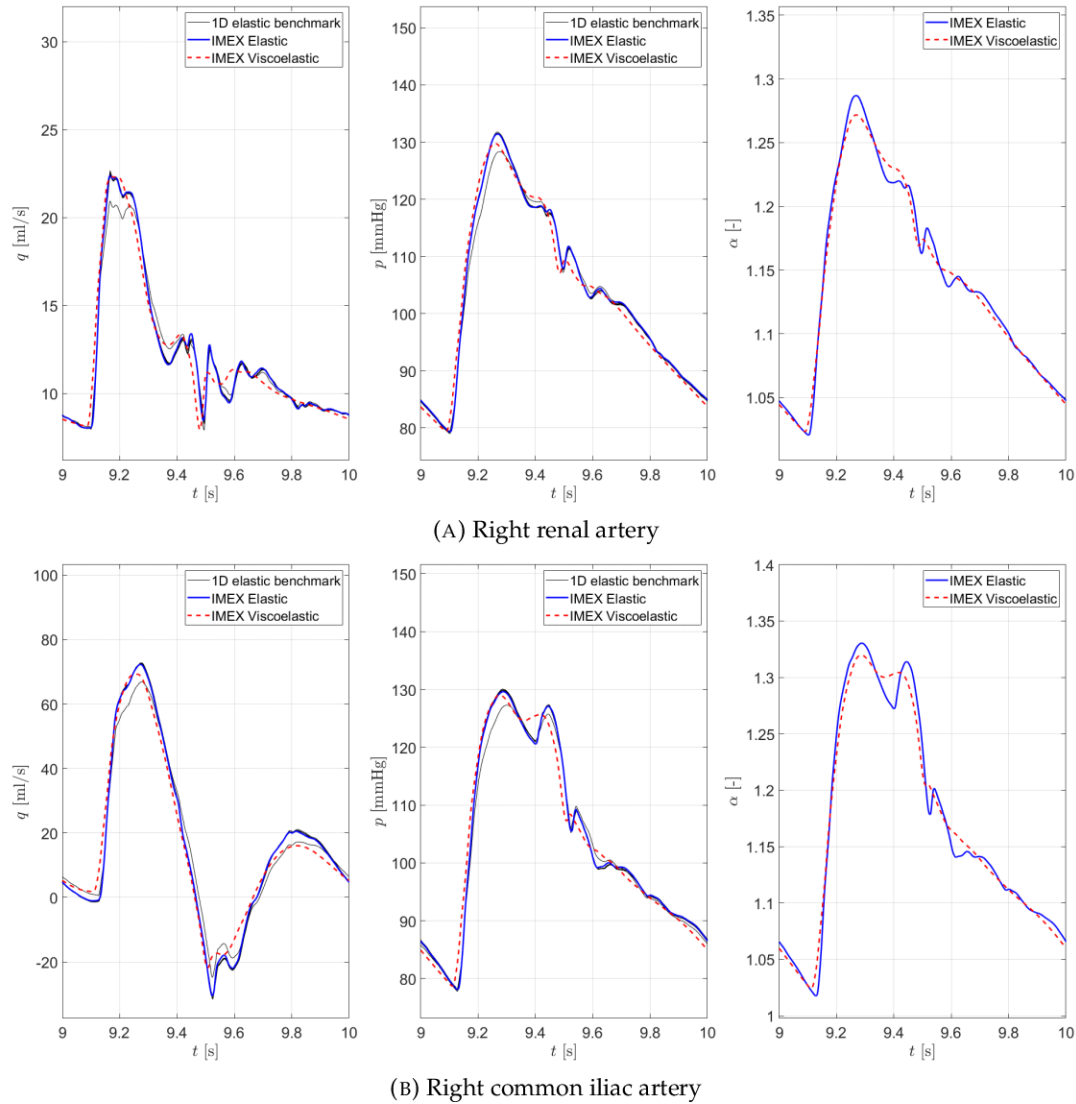 1D elastic benchmark
IMEX Elastic
IMEX Viscoelastic
q [ml/s]
30
25
20
15
10
9 9.2 9.4 9.6 9.8 10
t [s]
1D elastic benchmark
IMEX Elastic
IMEX Viscoelastic
p [mmHg]
150
140
130
120
110
100
90
80
9 9.2 9.4 9.6 9.8 10
t [s]
IMEX Elastic
IMEX Viscoelastic
α [-]
1.35
1.3
1.25
1.2
1.15
1.1
1.05
9 9.2 9.4 9.6 9.8 10
t [s]
(A) Right renal artery
1D elastic benchmark
IMEX Elastic
IMEX Viscoelastic
q [ml/s]
100
80
60
40
20
0
-20
9 9.2 9.4 9.6 9.8 10
t [s]
1D elastic benchmark
IMEX Elastic
IMEX Viscoelastic
p [mmHg]
150
140
130
120
110
100
90
80
9 9.2 9.4 9.6 9.8 10
t [s]
IMEX Elastic
IMEX Viscoelastic
α [-]
1.4
1.35
1.3
1.25
1.2
1.15
1.1
1.05
1
9 9.2 9.4 9.6 9.8 10
t [s]
(B) Right common iliac artery